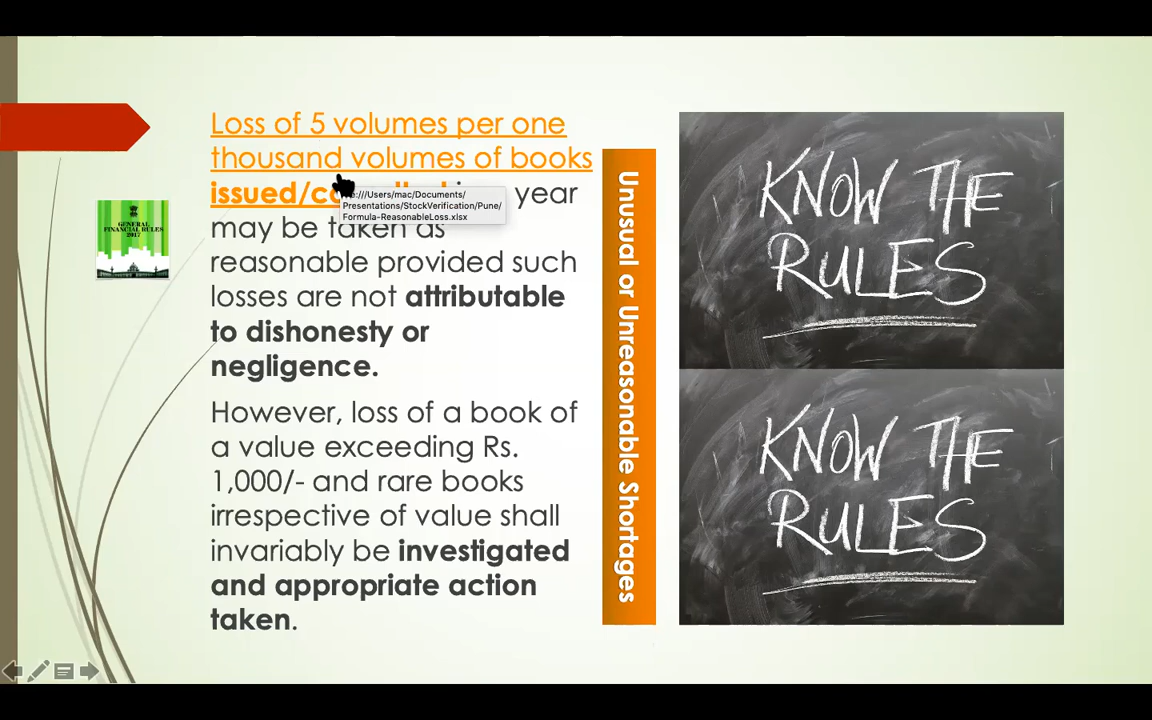 Loss of 5 volumes per one
thousand volumes of books
issued/co year
may be taken as
reasonable provided such
losses are not attributable
to dishonesty or
negligence.
However, loss of a book of
a value exceeding Rs.
1,000/- and rare books
irrespective of value shall
invariably be investigated
and appropriate action
taken.
:///Users/mac/Documents/
Presentations/StockVerification/Pune/
Formula-ReasonableLoss.xlsx
GENERAL
FINANCIAL RULES
2017
Unusual or Unreasonable Shortages
KNOW THE
RULES
KNOW THE
RULES